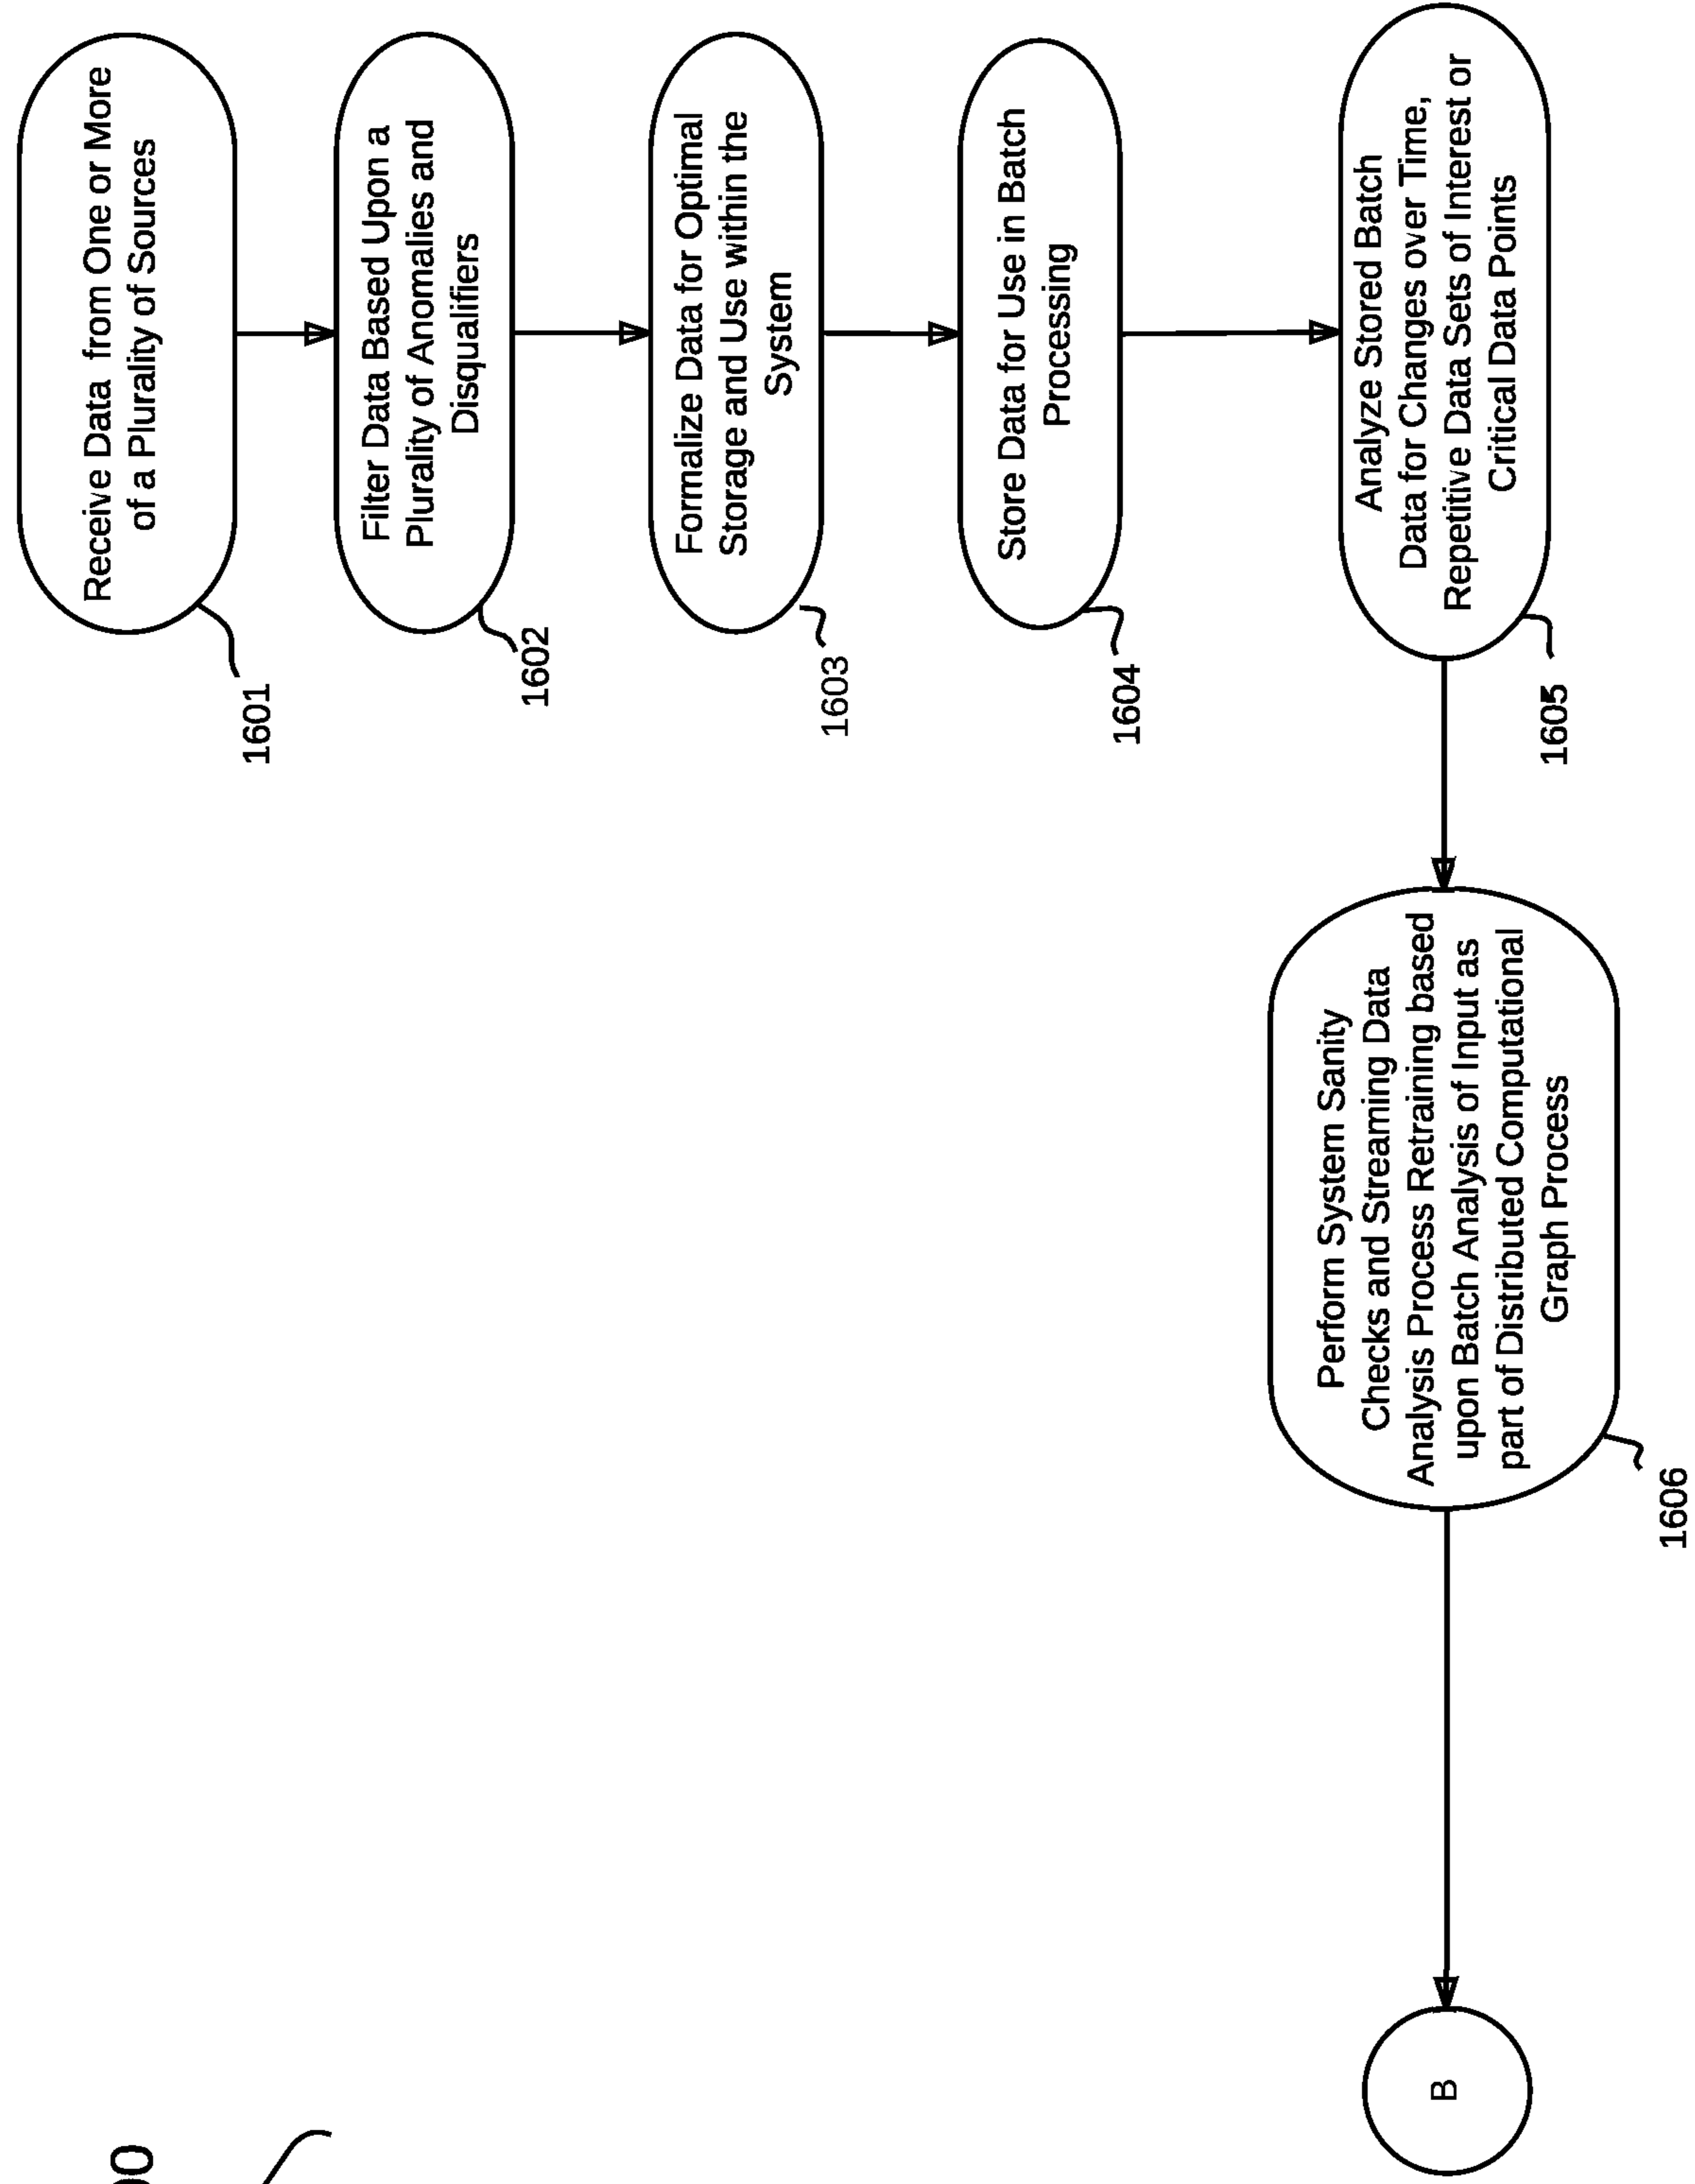 Receive Data from One or More
of a Plurality of Sources
1601
Filter Data Based Upon a
Plurality of Anomalies and
Disqualifiers
1602
Formalize Data for Optimal
Storage and Use within the
System
1603
Store Data for Use in Batch
Processing
1604
Analyze Stored Batch
Data for Changes over Time,
Repetitive Data Sets of Interest or
Critical Data Points
1605
Perform System Sanity
Checks and Streaming Data
Analysis Process Retraining based
upon Batch Analysis of Input as
part of Distributed Computational
Graph Process
1606
B